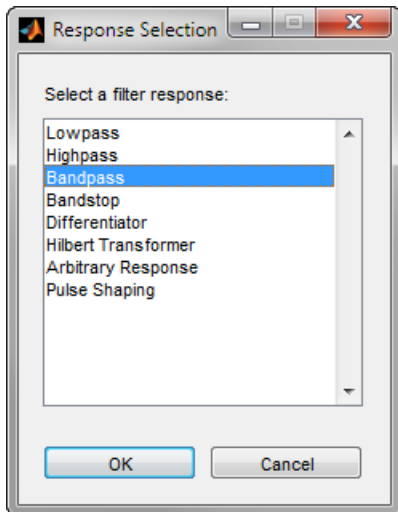 Response Selection
Select a filter response:
Lowpass
Highpass
Bandpass
Bandstop
Differentiator
Hilbert Transformer
Arbitrary Response
Pulse Shaping
OK
Cancel